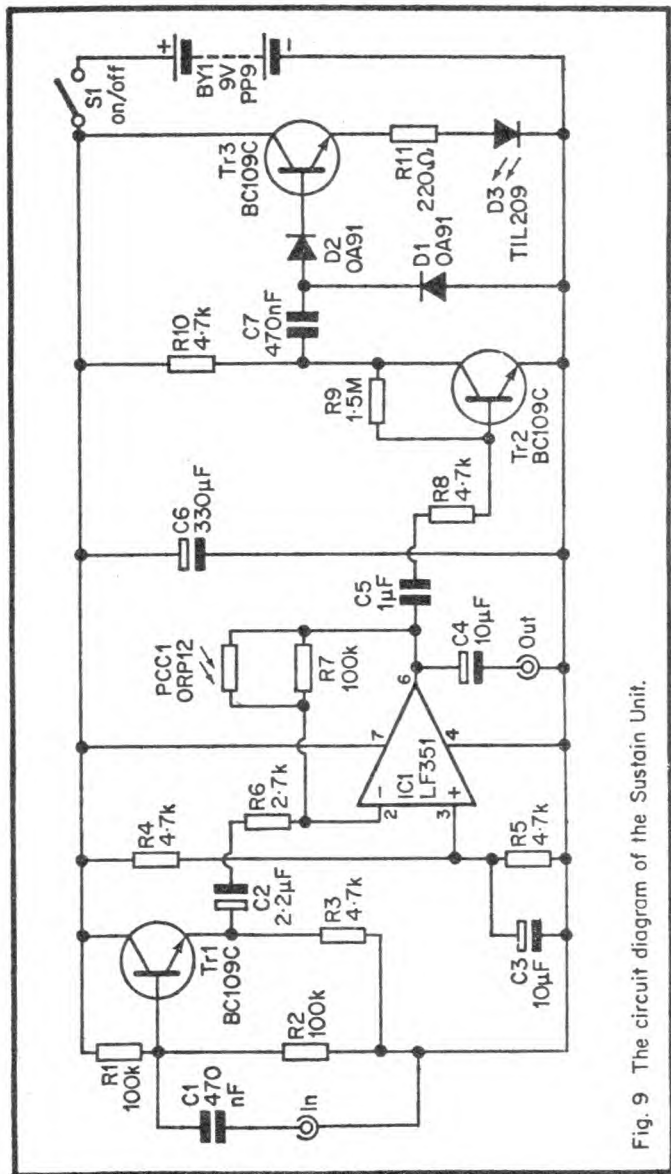 S1
on/off
+
BY1
9V
PP9
-
Tr3
BC109C
R11
220Ω
D3
TIL209
D2
OA91
D1
OA91
C7
470nF
R10
4·7k
R9
1·5M
Tr2
BC109C
R8
4·7k
C6
330µF
C5
1µF
PCC1
ORP12
R7
100k
C4
10µF
Out
6
7
4
IC1
LF351
-
+
2
3
R6
2·7k
R4
4·7k
R5
4·7k
C2
2·2µF
R3
4·7k
C3
10µF
Tr1
BC109C
R1
100k
R2
100k
C1
470
nF
In
Fig. 9 The circuit diagram of the Sustain Unit.